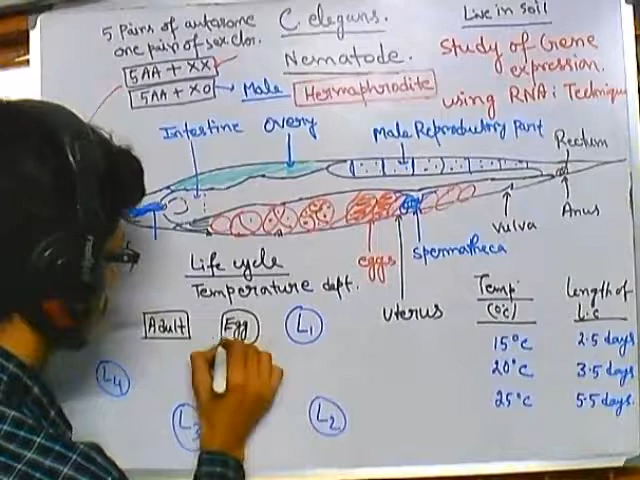 5 Pairs of autosome
one pair of sex chr.
5AA + XX
5AA + XO → Male
C. elegans.
Nematode.
Hermaphrodite
Live in soil
Study of Gene
expression.
using RNAi Technique
Intestine
Overy
Male Reproductory Part
Rectum
Anus
Vulva
spermatheca
eggs
Uterus
Life cycle
Temperature dept.
Adult
Egg
L1
L2
L3
L4
Temp. Length of
(0°C) L.C
15°C 2.5 days
20°C 3.5 days
25°C 5.5 days.